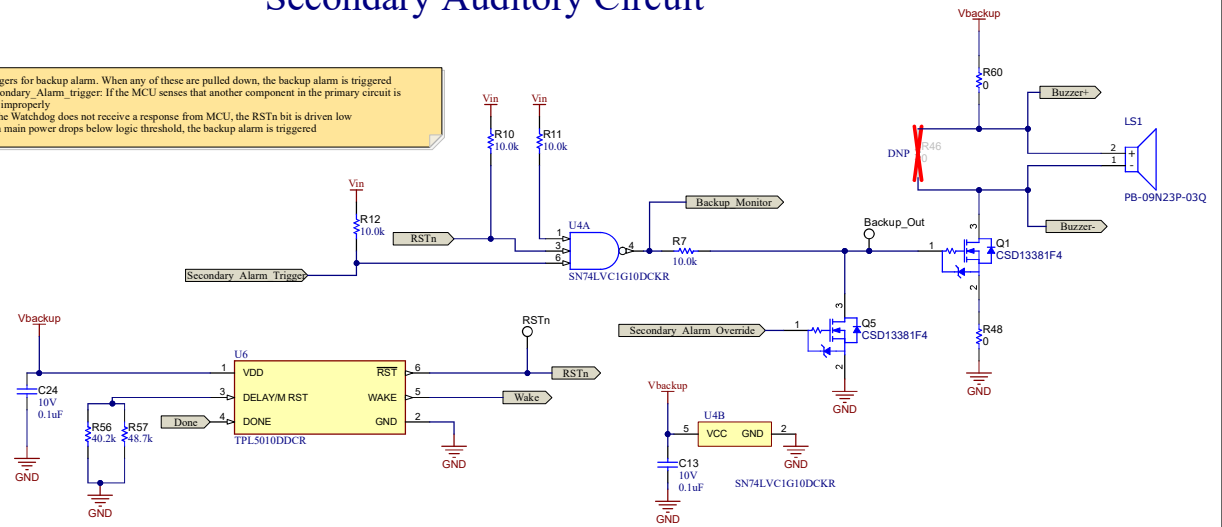 Secondary Auditory Circuit
gers for backup alarm. When any of these are pulled down, the backup alarm is triggered
ondary_Alarm_trigger: If the MCU senses that another component in the primary circuit is
improperly
he Watchdog does not receive a response from MCU, the RSTn bit is driven low
main power drops below logic threshold, the backup alarm is triggered
Vbackup
R60
0
Buzzer+
DNP
R46
0
LS1
2
+
1
-
PB-09N23P-03Q
Buzzer-
Vin
Vin
R10
10.0k
R11
10.0k
Vin
R12
10.0k
RSTn
Secondary_Alarm_Trigger
U4A
1
3
6
4
SN74LVC1G10DCKR
Backup_Monitor
R7
10.0k
Backup_Out
3
1
Q1
CSD13381F4
2
R48
0
GND
Secondary_Alarm_Override
3
1
Q5
CSD13381F4
2
GND
Vbackup
C24
10V
0.1uF
GND
R56
40.2k
R57
48.7k
GND
U6
1
VDD
RST
6
3
DELAY/M RST
WAKE
5
Done
4
DONE
GND
2
TPL5010DDCR
RSTn
RSTn
Wake
GND
Vbackup
U4B
5
VCC
GND
2
GND
C13
10V
0.1uF
SN74LVC1G10DCKR
GND